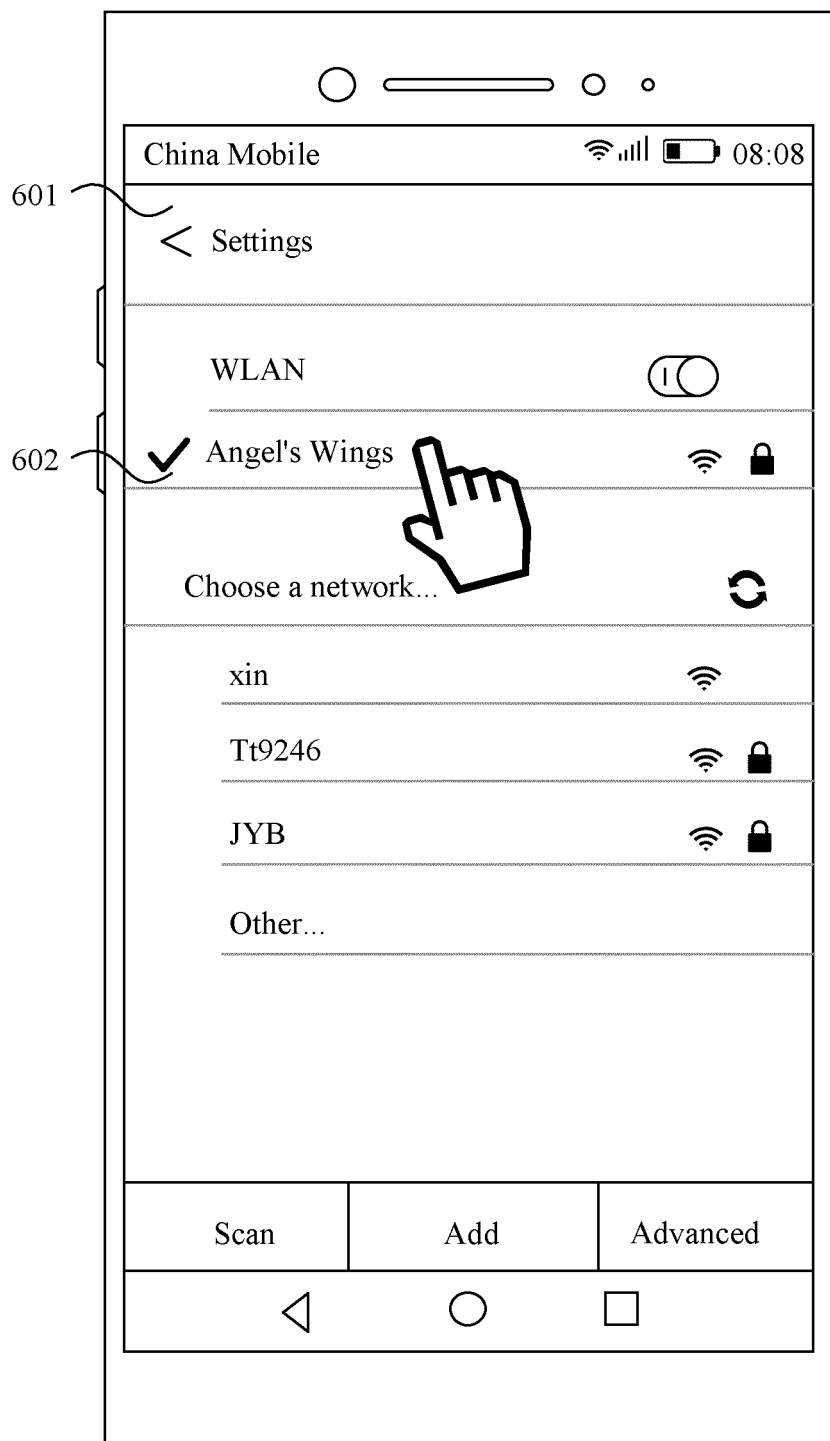 China Mobile 08:08
601
< Settings
WLAN
602
Angel's Wings
Choose a network...
xin
Tt9246
JYB
Other...
Scan Add Advanced